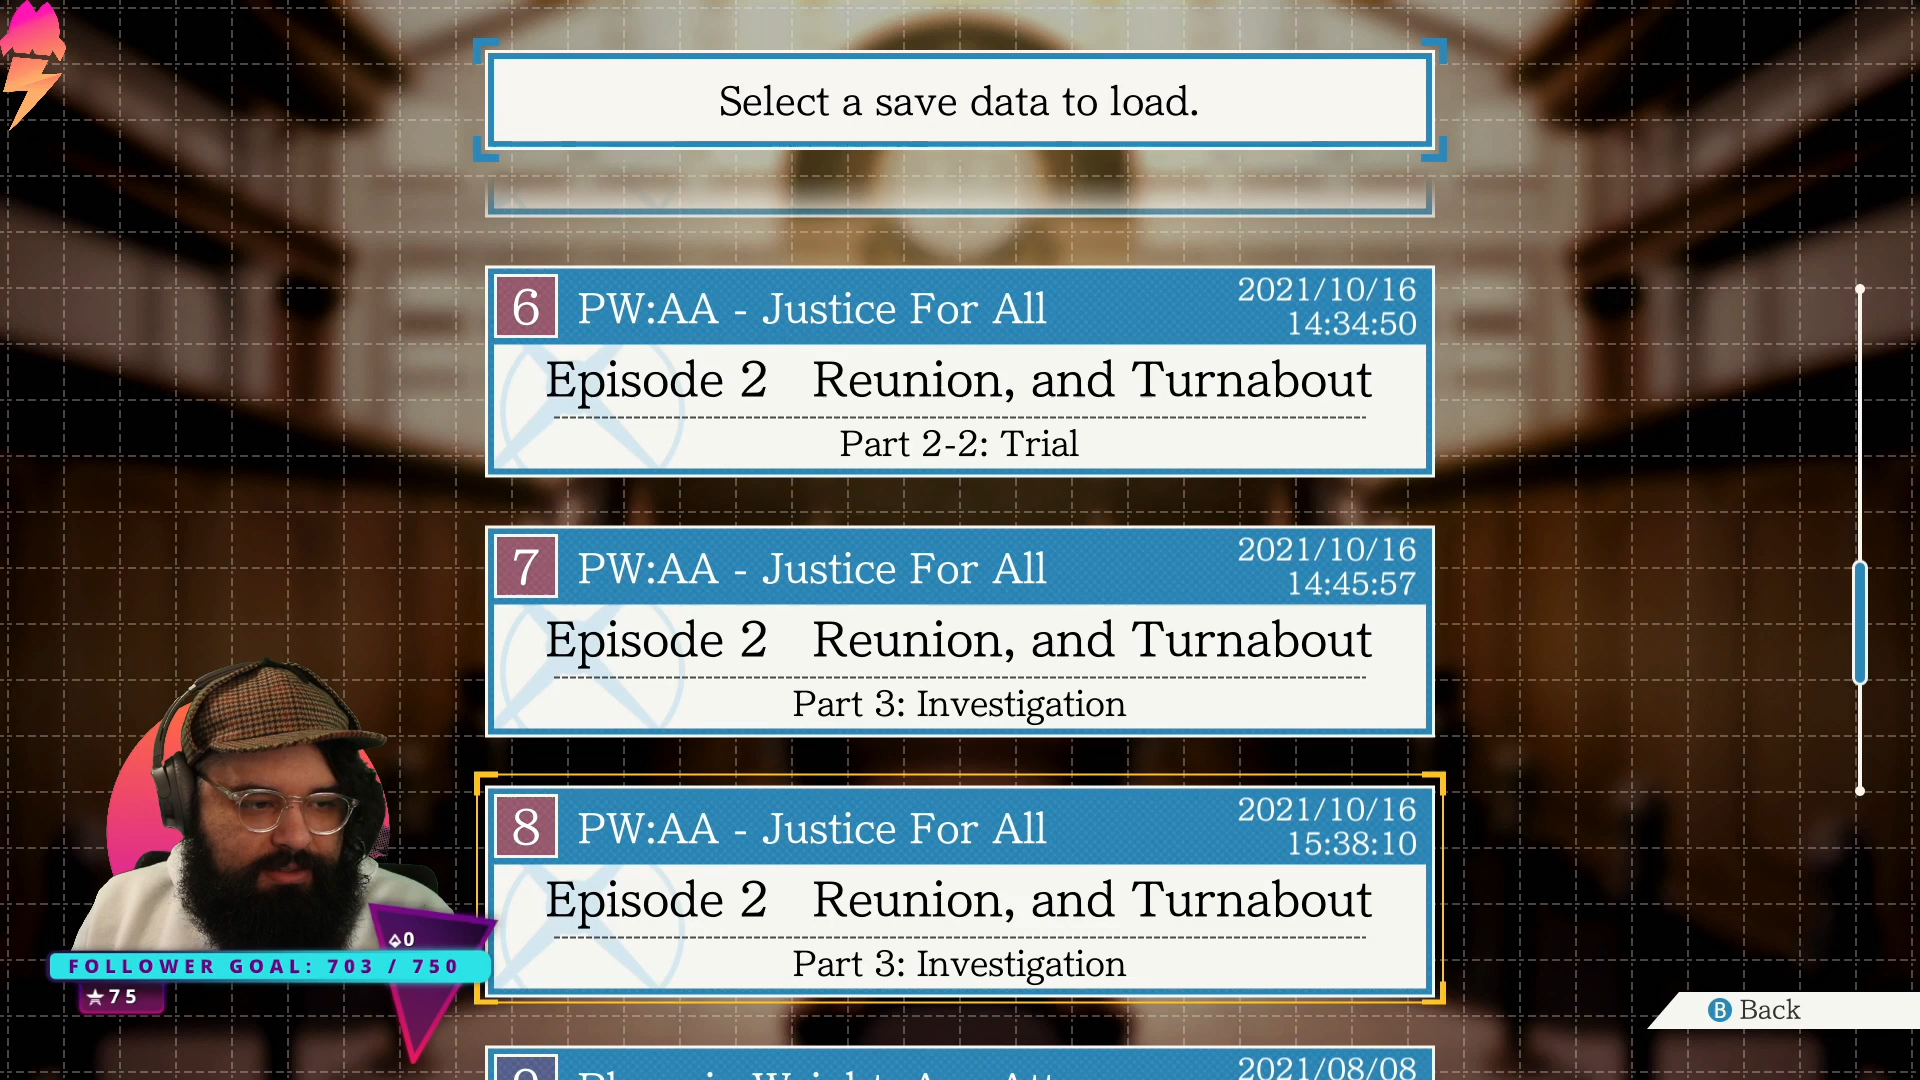 Select a save data to load.
6 PW:AA - Justice For All 2021/10/16
14:34:50
Episode 2 Reunion, and Turnabout
Part 2-2: Trial
7 PW:AA - Justice For All 2021/10/16
14:45:57
Episode 2 Reunion, and Turnabout
Part 3: Investigation
8 PW:AA - Justice For All 2021/10/16
15:38:10
Episode 2 Reunion, and Turnabout
Part 3: Investigation
0
FOLLOWER GOAL: 703 / 750
75
B Back
2021/08/08